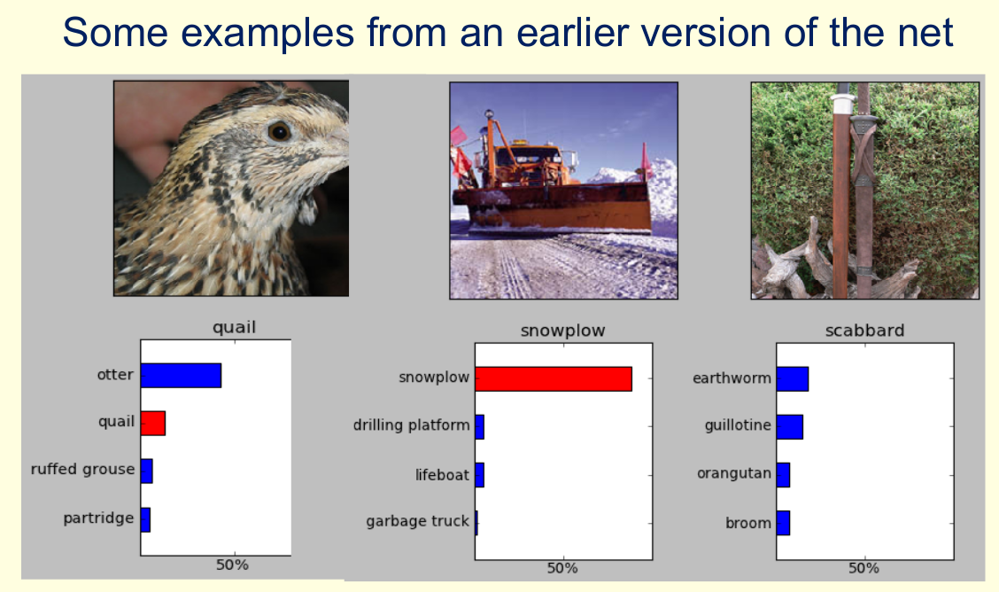 Some examples from an earlier version of the net
quail
otter
quail
ruffed grouse
partridge
50%
snowplow
snowplow
drilling platform
lifeboat
garbage truck
50%
scabbard
earthworm
guillotine
orangutan
broom
50%